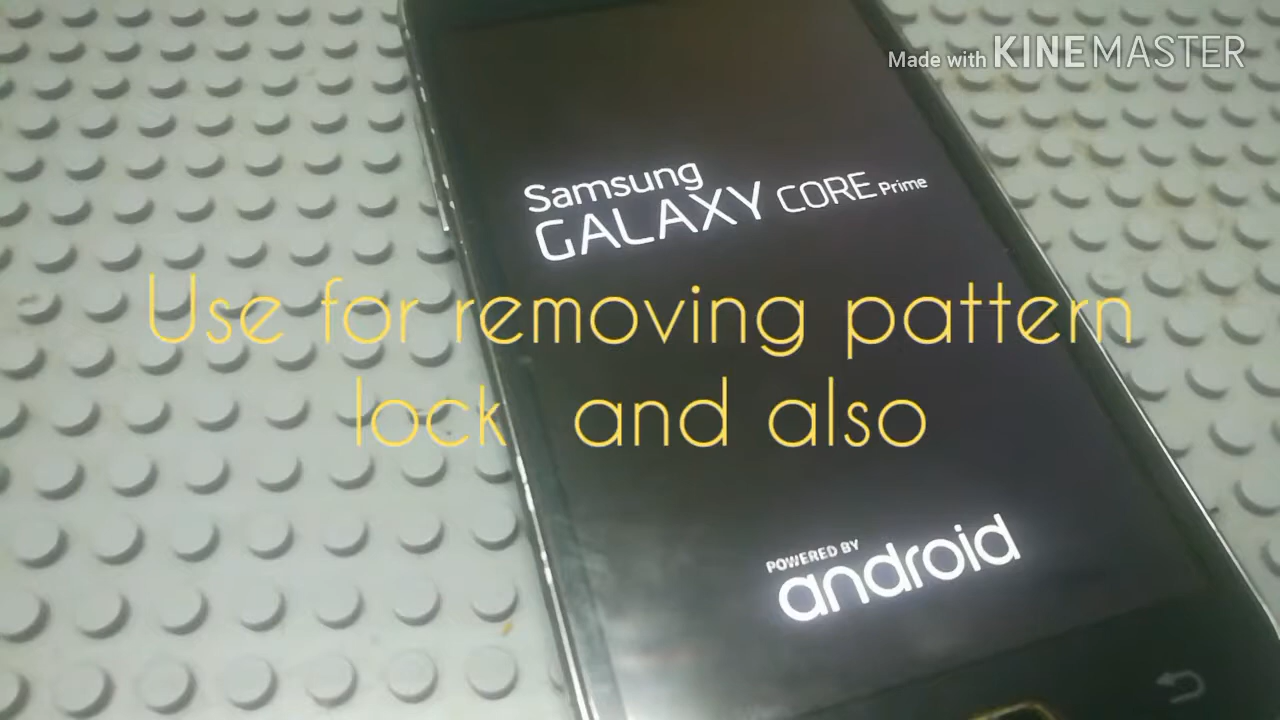 Made with KINEMASTER
Samsung
GALAXY CORE Prime
Use for removing pattern
lock and also
POWERED BY
android